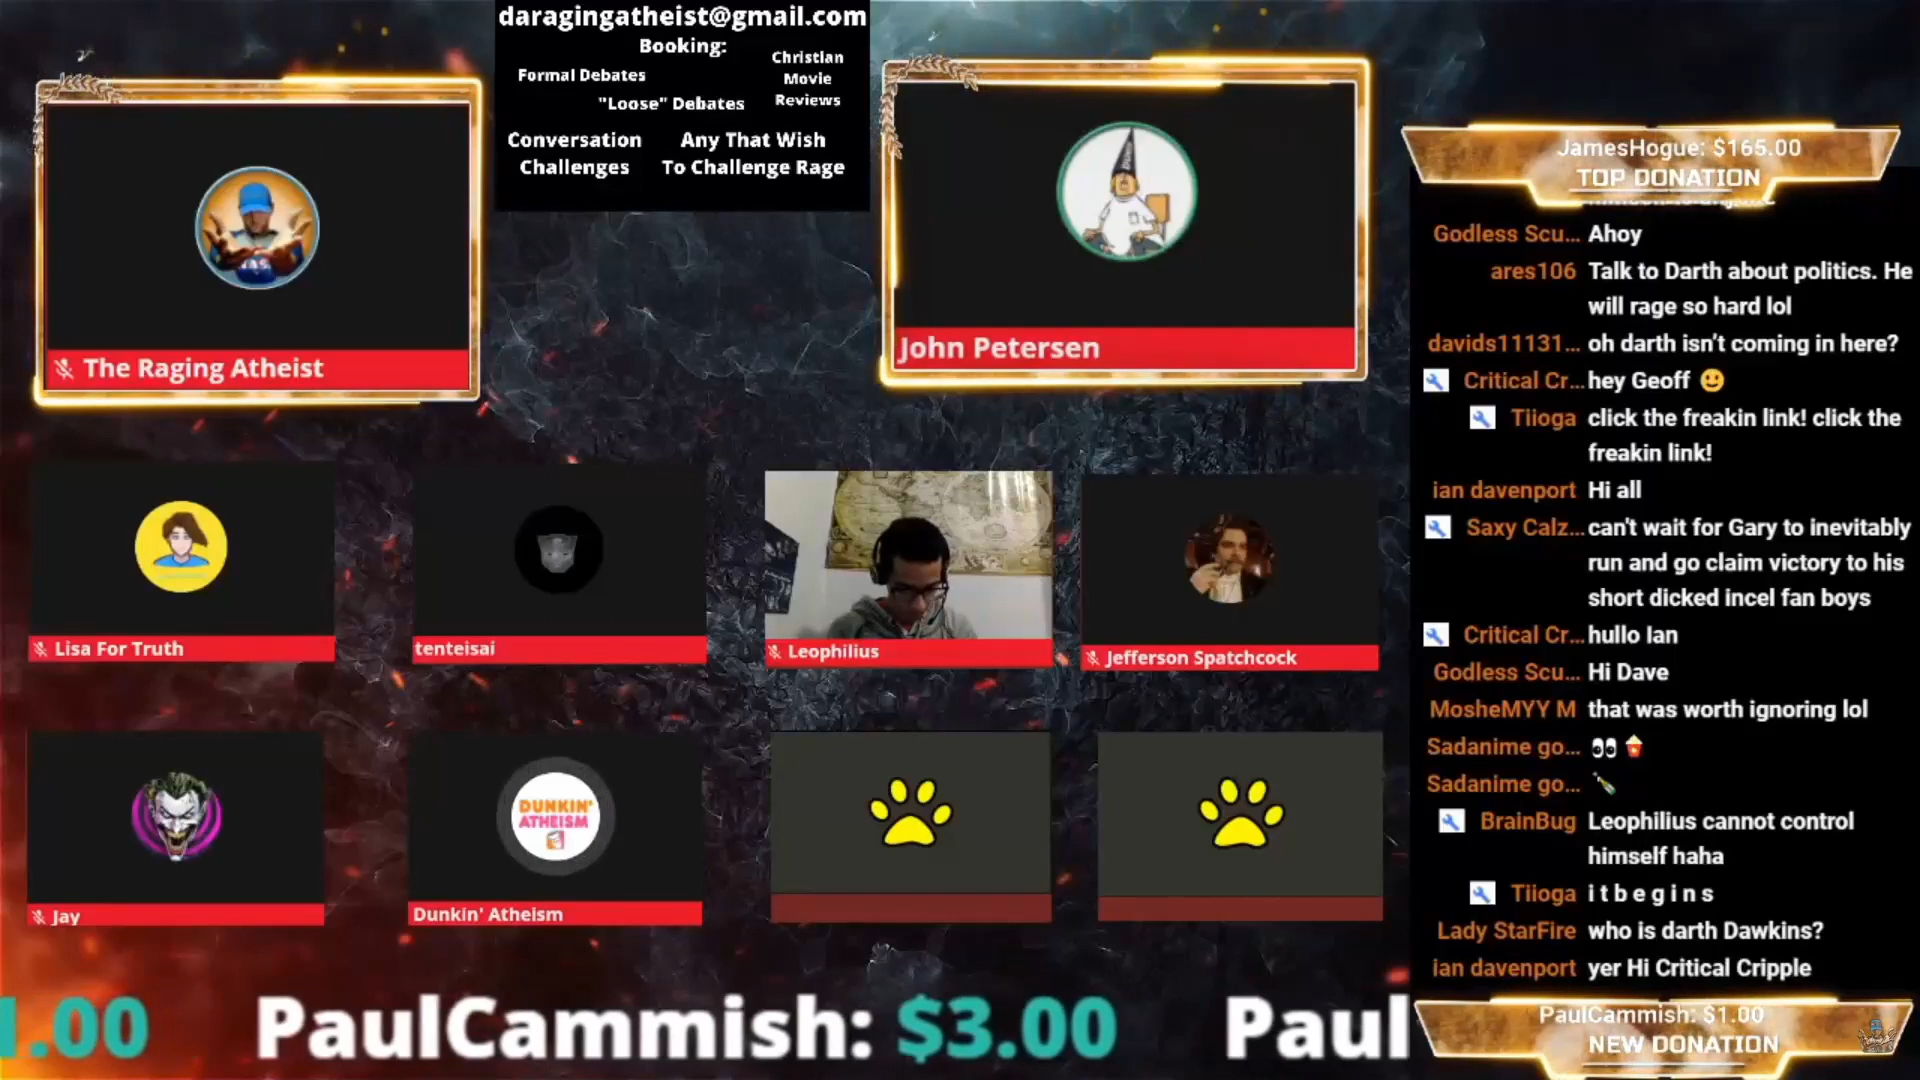 daragingatheist@gmail.com
Booking:
Formal Debates
Christian
Movie
Reviews
"Loose" Debates
Conversation
Challenges
Any That Wish
To Challenge Rage
The Raging Atheist
John Petersen
Lisa For Truth
tenteisai
Leophilius
Jefferson Spatchcock
Jay
DUNKIN'
ATHEISM
Dunkin' Atheism
1.00 PaulCammish: $3.00 Paul
JamesHogue: $165.00
TOP DONATION
Godless Scu... Ahoy
ares106 Talk to Darth about politics. He
will rage so hard lol
davids11131... oh darth isn't coming in here?
Critical Cr... hey Geoff 🙂
Tiioga click the freakin link! click the
freakin link!
ian davenport Hi all
Saxy Calz... can't wait for Gary to inevitably
run and go claim victory to his
short dicked incel fan boys
Critical Cr... hullo Ian
Godless Scu... Hi Dave
MosheMYY M that was worth ignoring lol
Sadanime go... 👀🍿
Sadanime go... 🍾
BrainBug Leophilius cannot control
himself haha
Tiioga i t b e g i n s
Lady StarFire who is darth Dawkins?
ian davenport yer Hi Critical Cripple
PaulCammish: $1.00
NEW DONATION